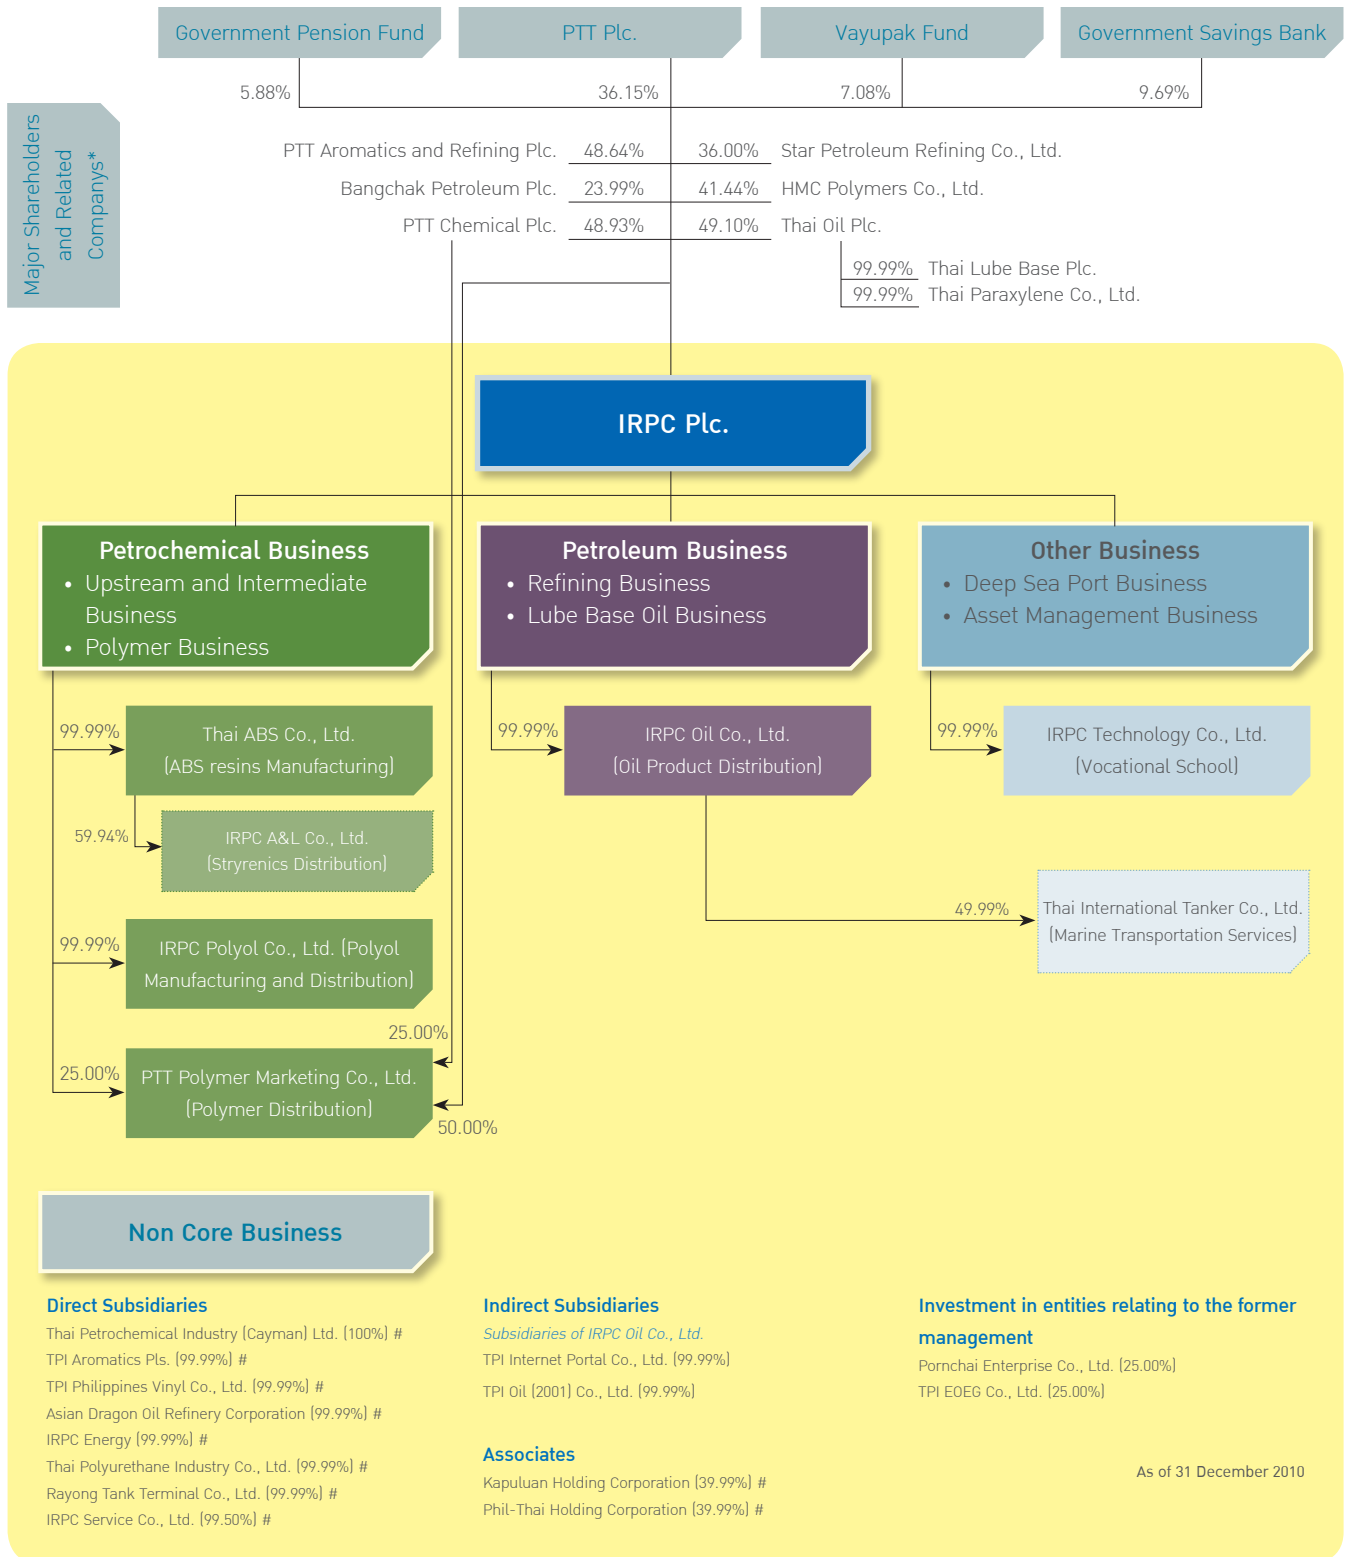 Government Pension Fund
PTT Plc.
Vayupak Fund
Government Savings Bank
5.88%
36.15%
7.08%
9.69%
Major Shareholders
and Related
Companys*
PTT Aromatics and Refining Plc. 48.64%
36.00% Star Petroleum Refining Co., Ltd.
Bangchak Petroleum Plc. 23.99%
41.44% HMC Polymers Co., Ltd.
PTT Chemical Plc. 48.93%
49.10% Thai Oil Plc.
99.99% Thai Lube Base Plc.
99.99% Thai Paraxylene Co., Ltd.
IRPC Plc.
Petrochemical Business
• Upstream and Intermediate
Business
• Polymer Business
Petroleum Business
• Refining Business
• Lube Base Oil Business
Other Business
• Deep Sea Port Business
• Asset Management Business
99.99%
Thai ABS Co., Ltd.
(ABS resins Manufacturing)
99.99%
IRPC Oil Co., Ltd.
(Oil Product Distribution)
99.99%
IRPC Technology Co., Ltd.
(Vocational School)
59.94%
IRPC A&L Co., Ltd.
(Stryrenics Distribution)
49.99%
Thai International Tanker Co., Ltd.
(Marine Transportation Services)
99.99%
IRPC Polyol Co., Ltd. (Polyol
Manufacturing and Distribution)
25.00%
25.00%
PTT Polymer Marketing Co., Ltd.
(Polymer Distribution)
50.00%
Non Core Business
Direct Subsidiaries
Thai Petrochemical Industry (Cayman) Ltd. (100%) #
TPI Aromatics Pls. (99.99%) #
TPI Philippines Vinyl Co., Ltd. (99.99%) #
Asian Dragon Oil Refinery Corporation (99.99%) #
IRPC Energy (99.99%) #
Thai Polyurethane Industry Co., Ltd. (99.99%) #
Rayong Tank Terminal Co., Ltd. (99.99%) #
IRPC Service Co., Ltd. (99.50%) #
Indirect Subsidiaries
Subsidiaries of IRPC Oil Co., Ltd.
TPI Internet Portal Co., Ltd. (99.99%)
TPI Oil (2001) Co., Ltd. (99.99%)
Associates
Kapuluan Holding Corporation (39.99%) #
Phil-Thai Holding Corporation (39.99%) #
Investment in entities relating to the former
management
Pornchai Enterprise Co., Ltd. (25.00%)
TPI EOEG Co., Ltd. (25.00%)
As of 31 December 2010